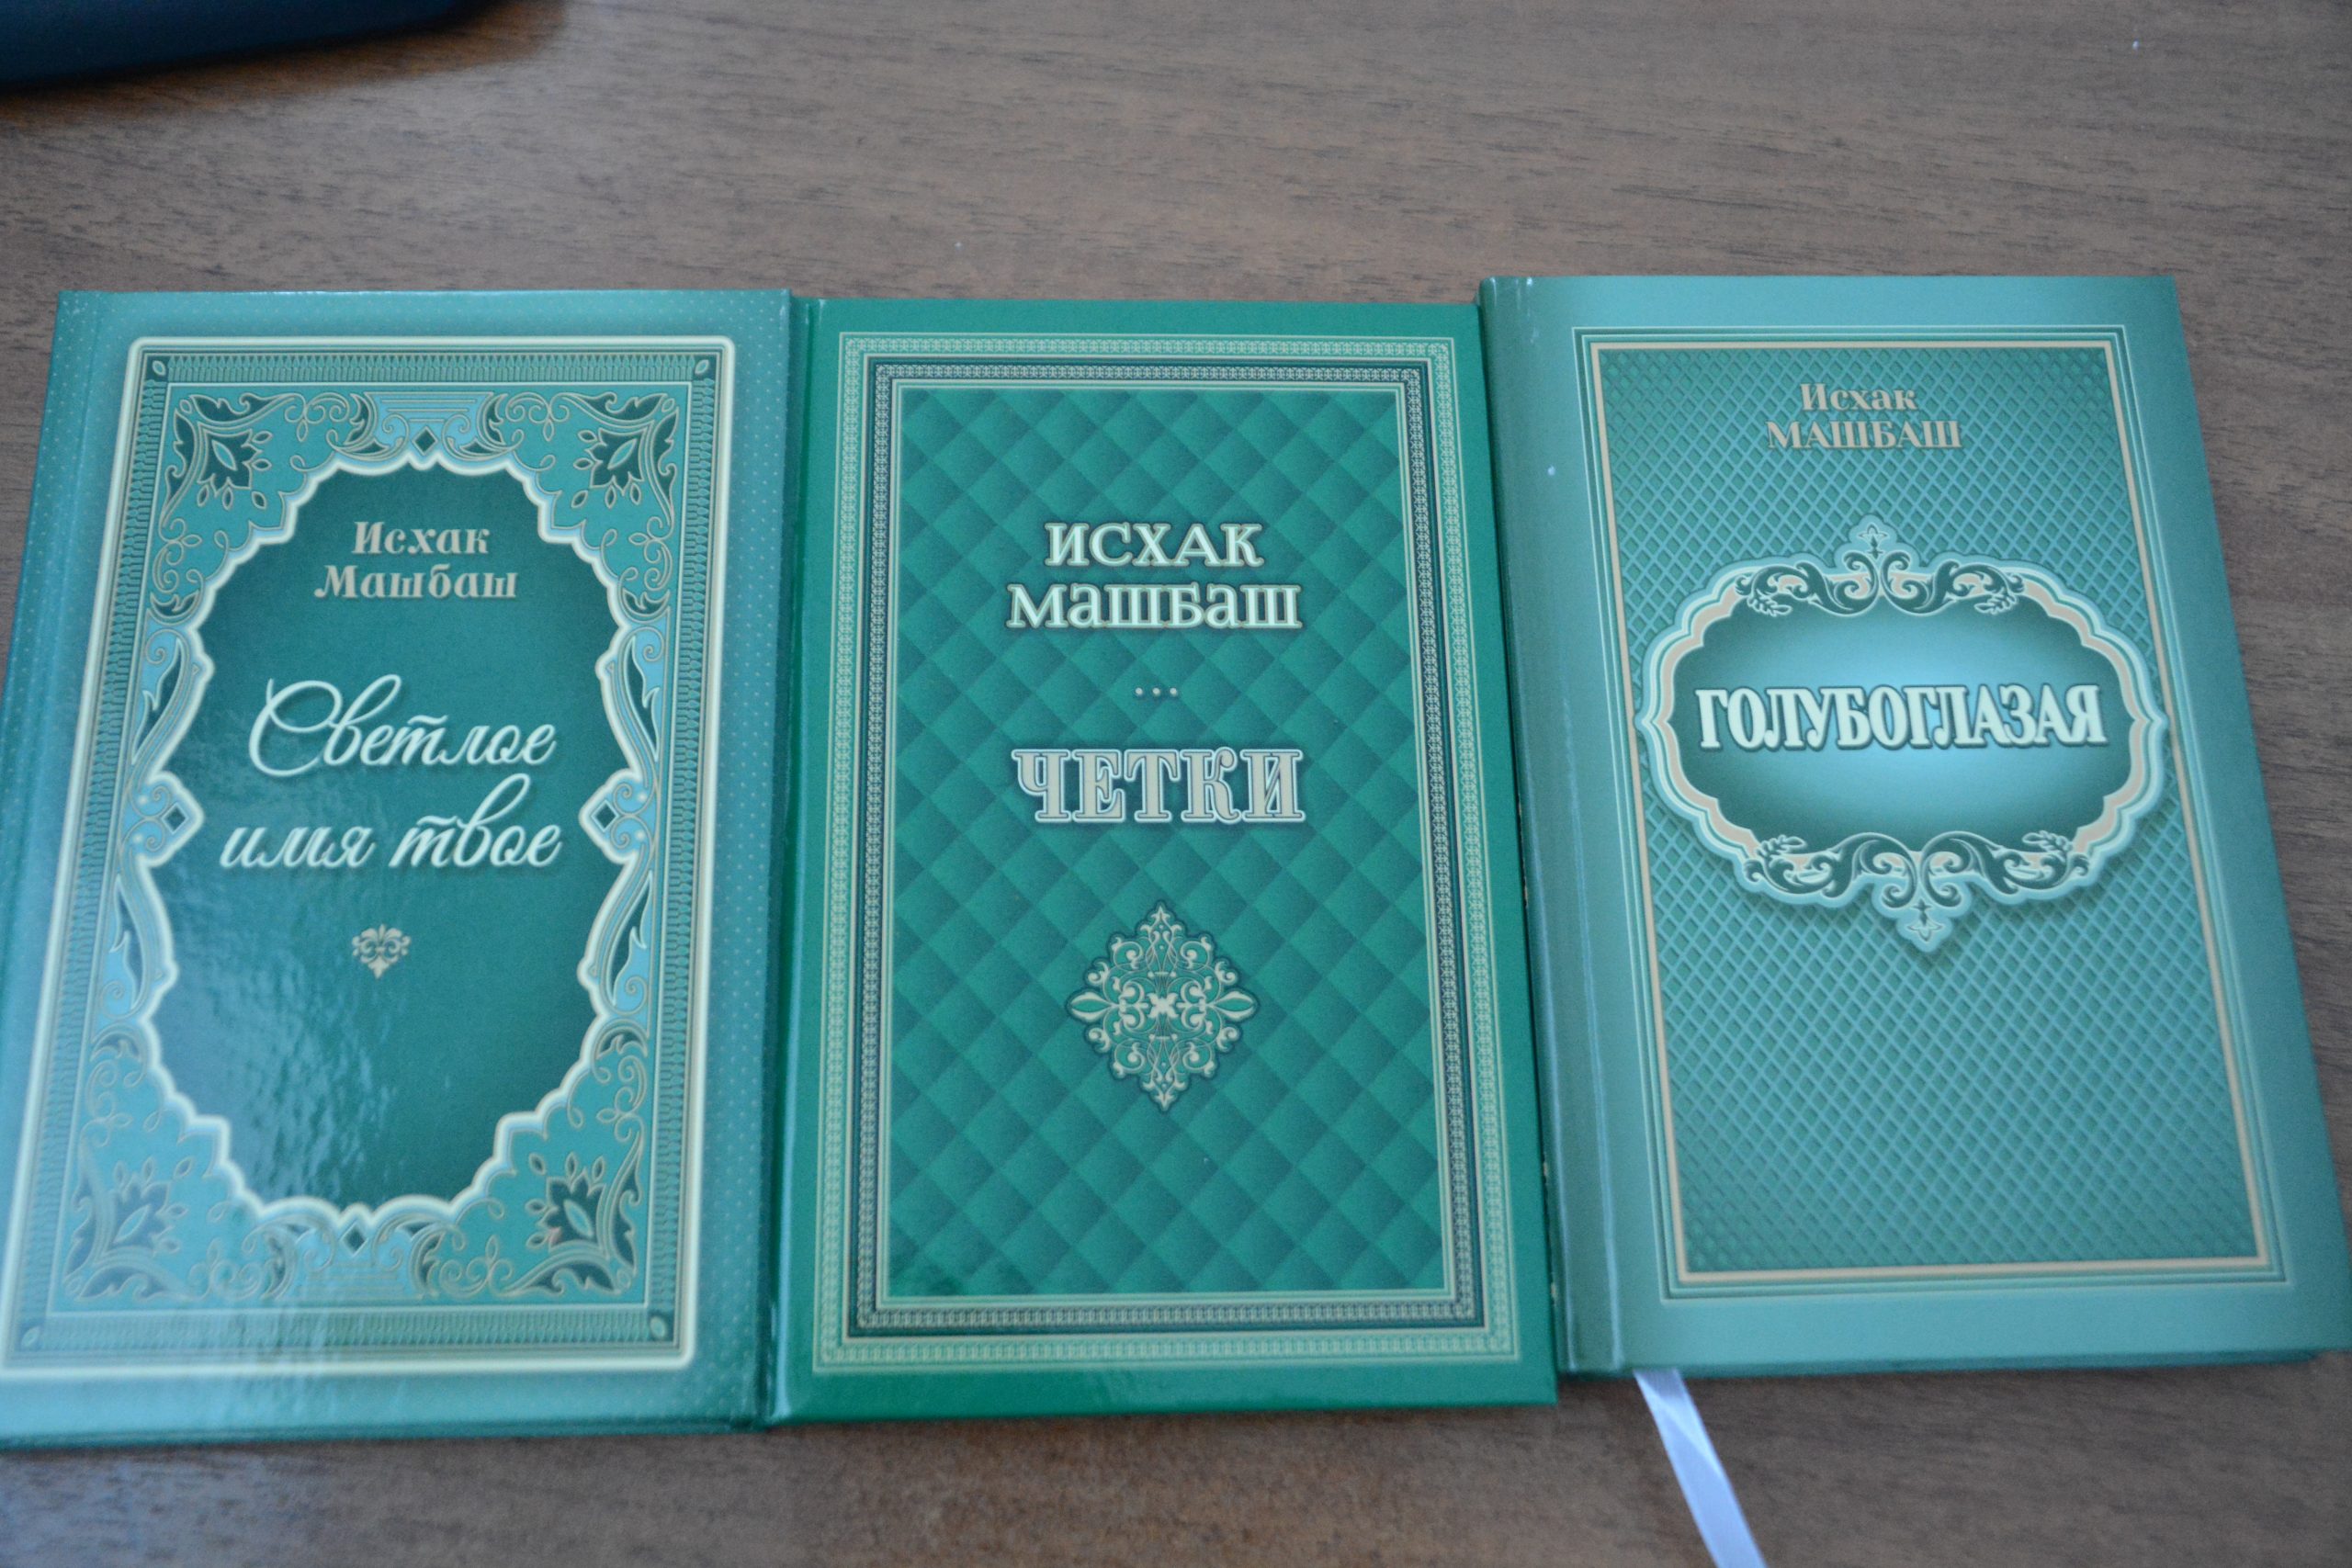 Исхак
Машбаш
Светлое
имя твое
ИСХАК
МАШБАШ
...
ЧЕТКИ
Исхак
МАШБАШ
ГОЛУБОГЛАЗАЯ